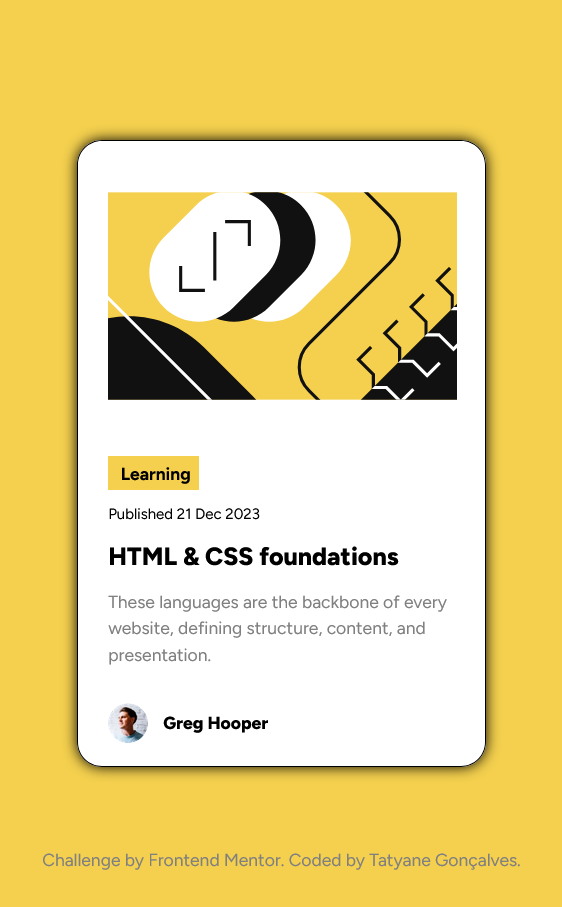 Learning
Published 21 Dec 2023
HTML & CSS foundations
These languages are the backbone of every
website, defining structure, content, and
presentation.
Greg Hooper
Challenge by Frontend Mentor. Coded by Tatyane Gonçalves.